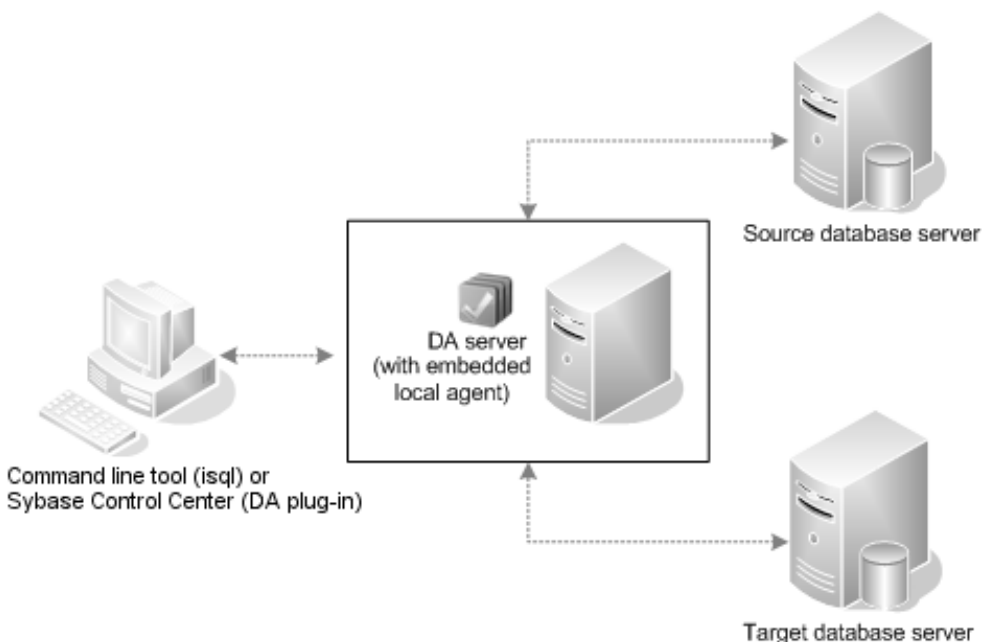 Source database server
DA server
(with embedded
local agent)
Command line tool (isql) or
Sybase Control Center (DA plug-in)
Target database server